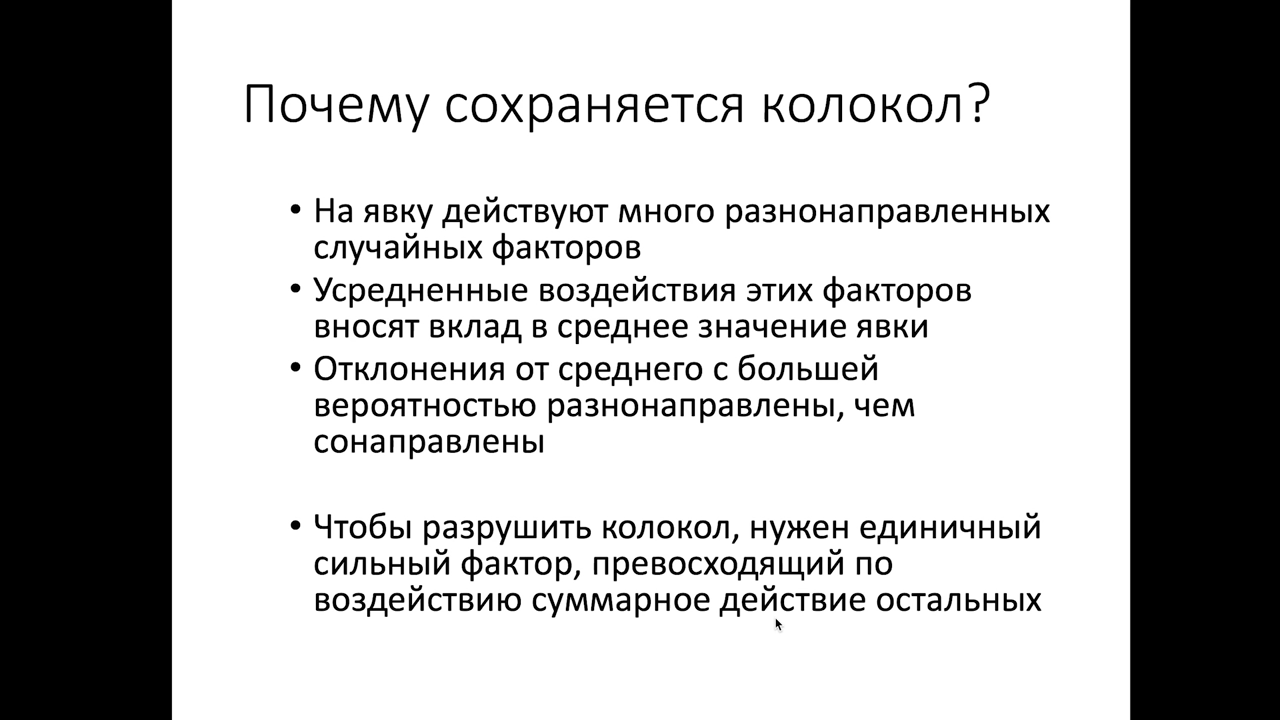 Почему сохраняется колокол?
• На явку действуют много разнонаправленных
случайных факторов
• Усредненные воздействия этих факторов
вносят вклад в среднее значение явки
• Отклонения от среднего с большей
вероятностью разнонаправлены, чем
сонаправлены
• Чтобы разрушить колокол, нужен единичный
сильный фактор, превосходящий по
воздействию суммарное действие остальных